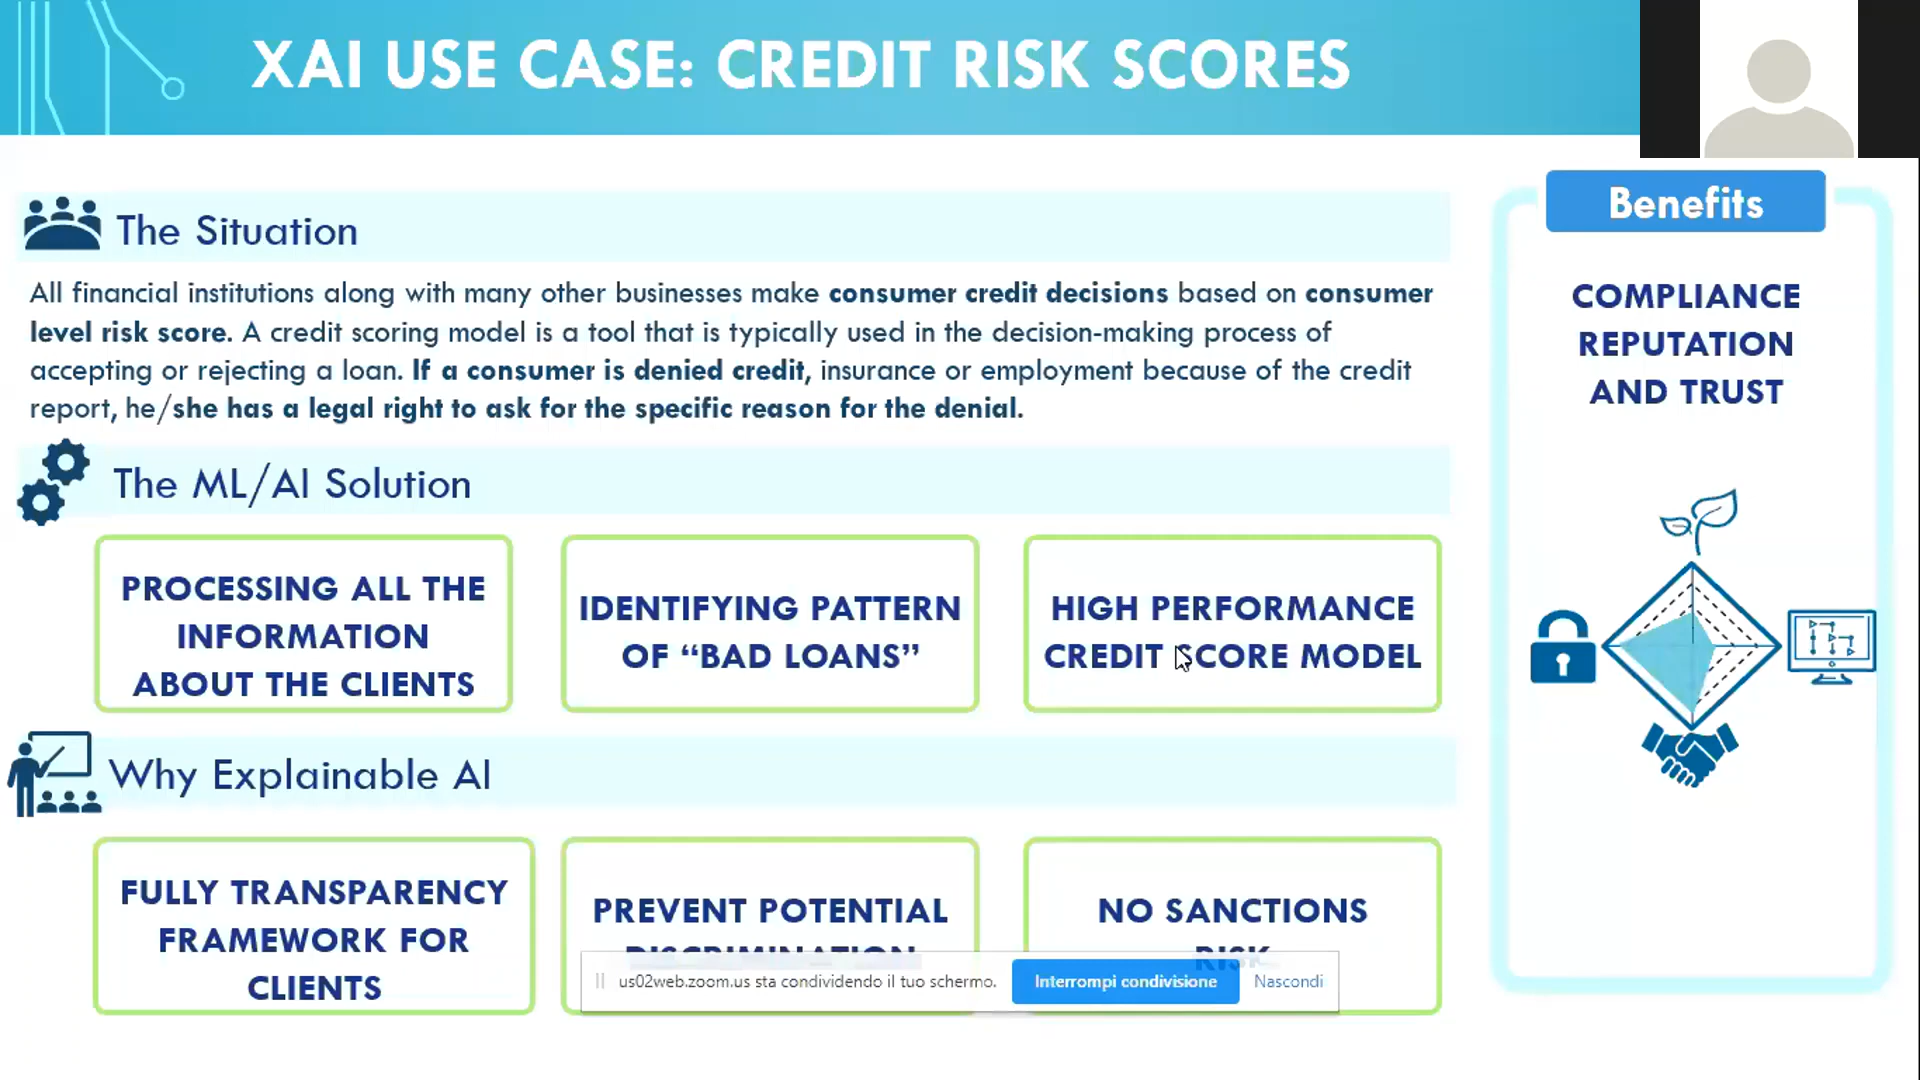 XAI USE CASE: CREDIT RISK SCORES
The Situation
All financial institutions along with many other businesses make consumer credit decisions based on consumer
level risk score. A credit scoring model is a tool that is typically used in the decision-making process of
accepting or rejecting a loan. If a consumer is denied credit, insurance or employment because of the credit
report, he/she has a legal right to ask for the specific reason for the denial.
The ML/AI Solution
PROCESSING ALL THE
INFORMATION
ABOUT THE CLIENTS
IDENTIFYING PATTERN
OF “BAD LOANS”
HIGH PERFORMANCE
CREDIT SCORE MODEL
Why Explainable AI
FULLY TRANSPARENCY
FRAMEWORK FOR
CLIENTS
PREVENT POTENTIAL
DISCRIMINATION
NO SANCTIONS
RISK
us02web.zoom.us sta condividendo il tuo schermo.
Interrompi condivisione
Nascondi
Benefits
COMPLIANCE
REPUTATION
AND TRUST